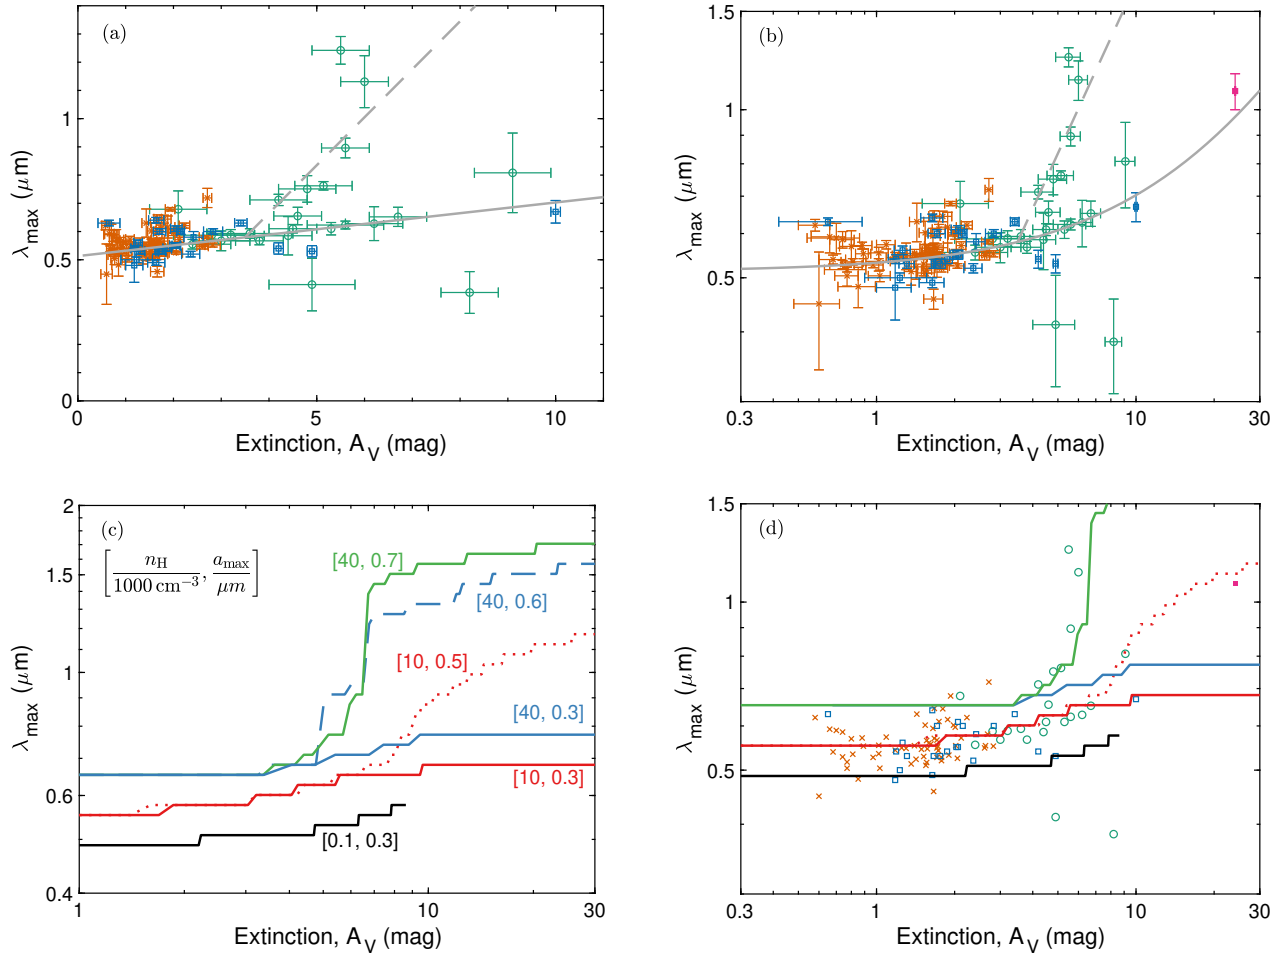 (a)
1
0.5
0
0
5
10
λmax (μm)
Extinction, AV (mag)
(b)
1.5
1
0.5
0.3
1
10
30
λmax (μm)
Extinction, AV (mag)
(c)
[nH / 1000 cm−3, amax / μm]
2
1.5
1
0.6
0.4
1
10
30
[40, 0.7]
[40, 0.6]
[10, 0.5]
[40, 0.3]
[10, 0.3]
[0.1, 0.3]
λmax (μm)
Extinction, AV (mag)
(d)
1.5
1
0.5
0.3
1
10
30
λmax (μm)
Extinction, AV (mag)